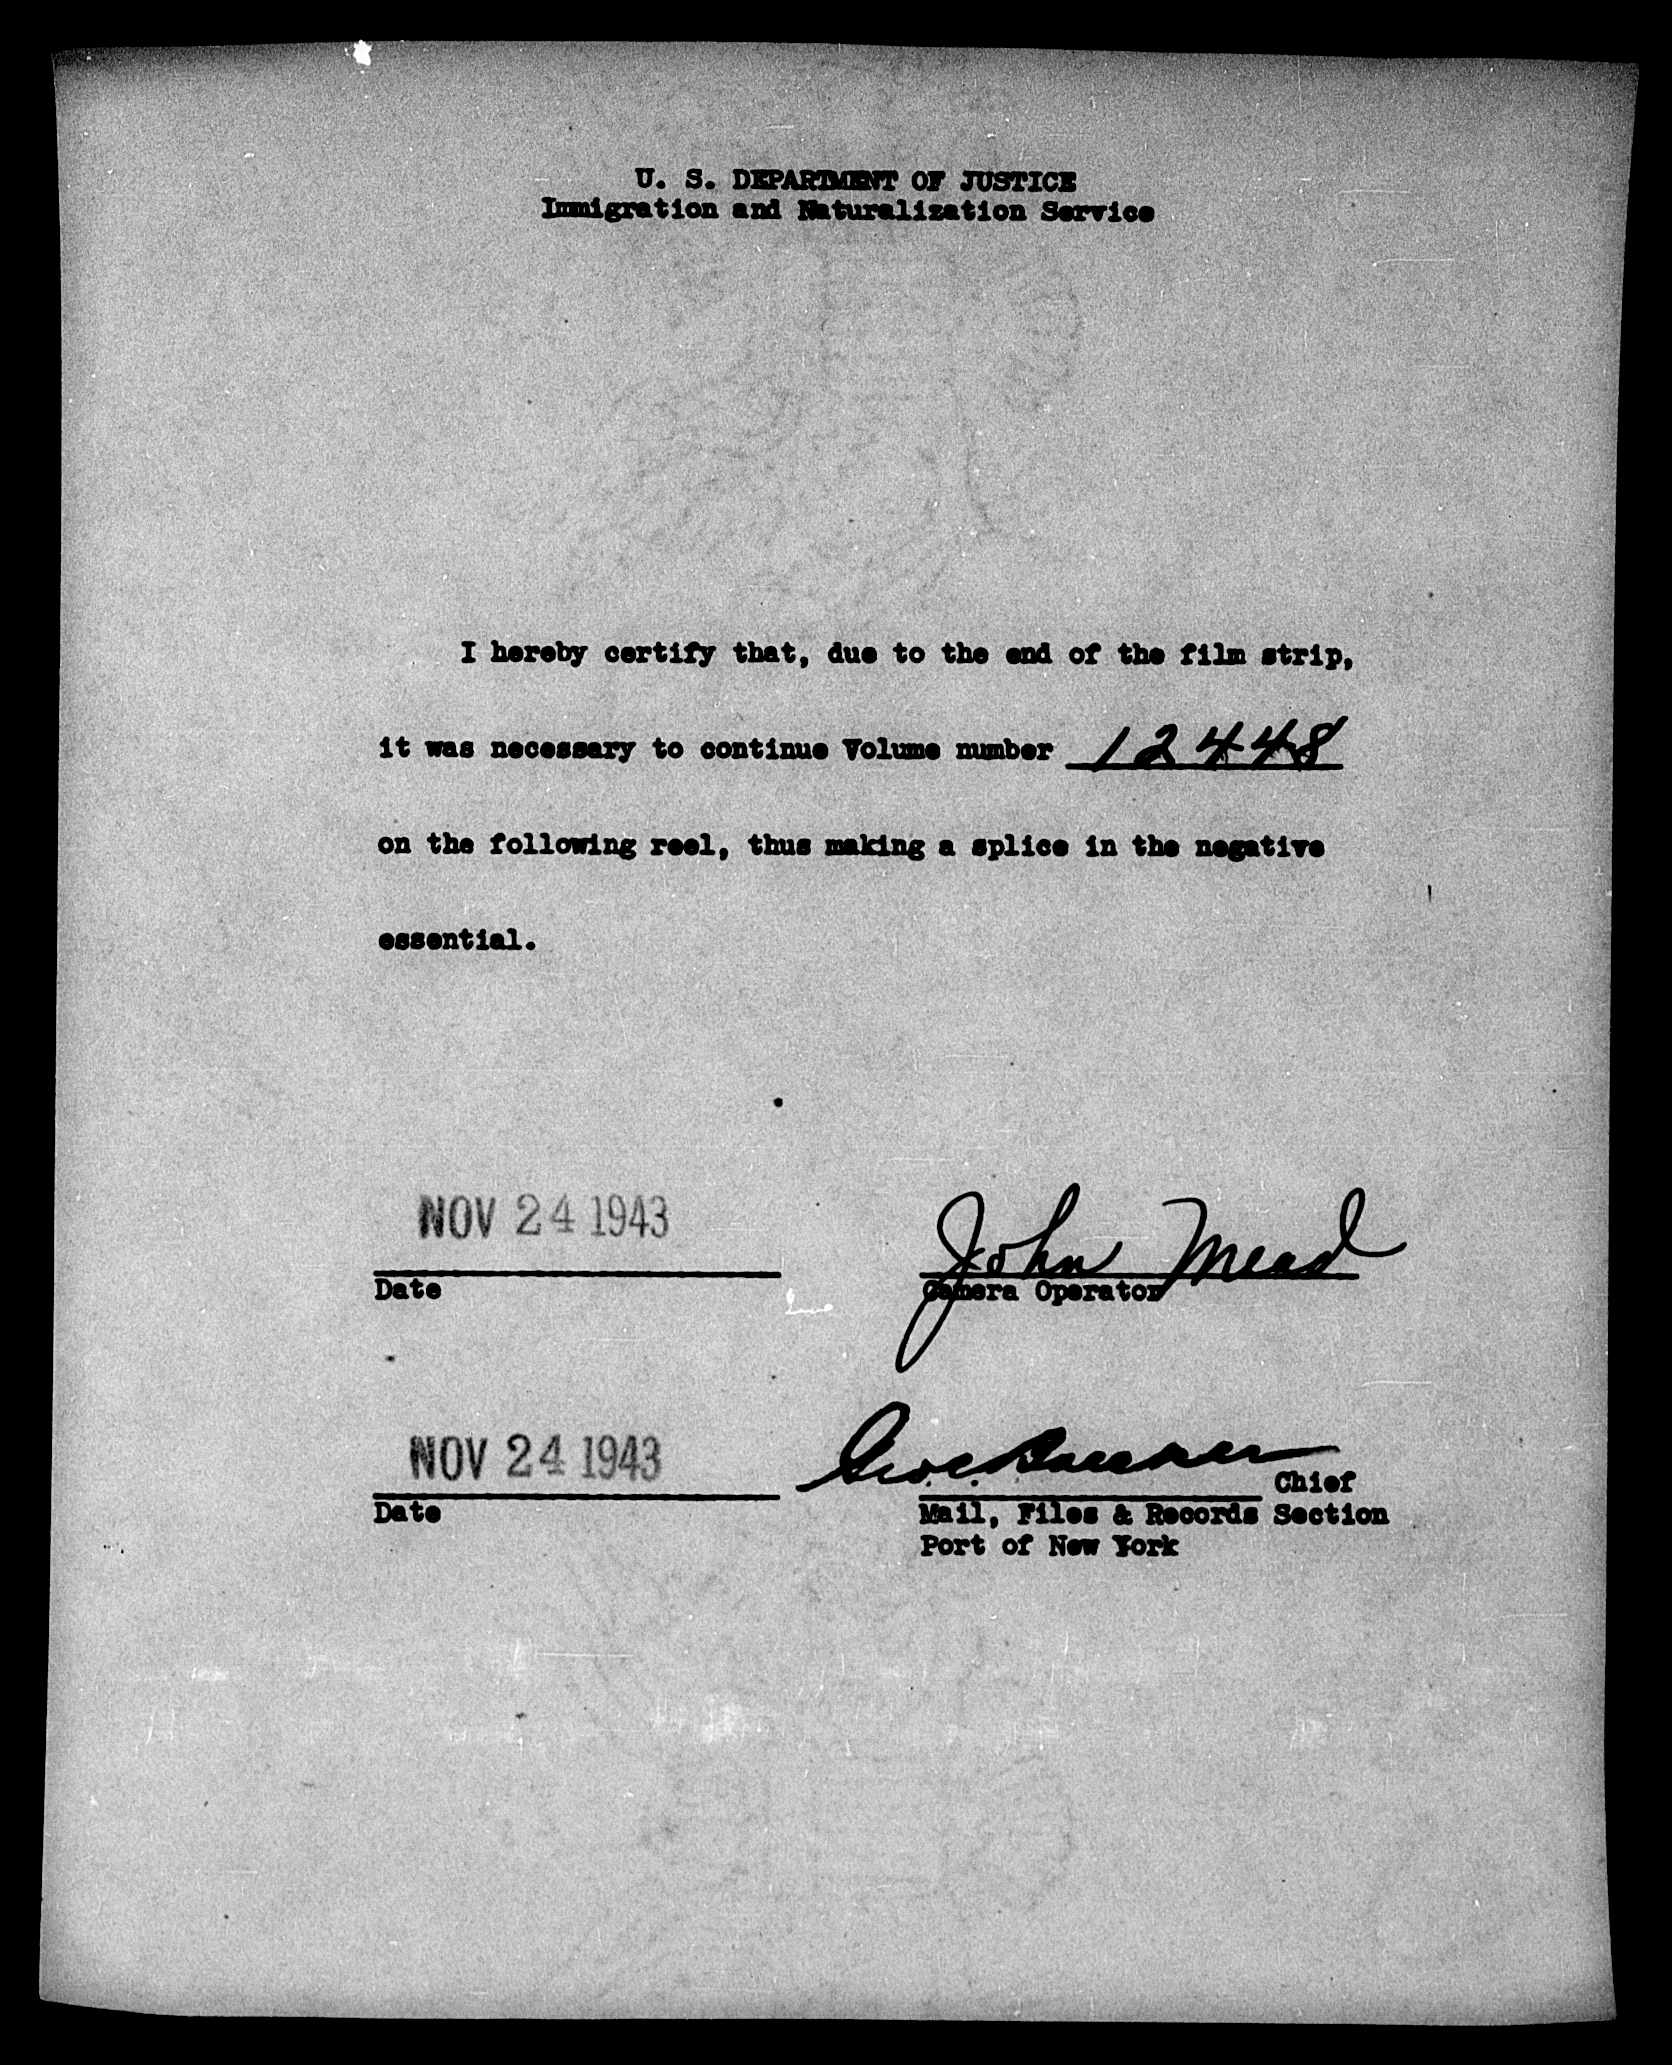 U. S. DEPARTMENT OF JUSTICE
Immigration and Naturalization Service
I hereby certify that, due to the end of the film strip,
it was necessary to continue Volume number 12448
on the following reel, thus making a splice in the negative
essential.
NOV 24 1943
John Mead
Date
Camera Operator
NOV 24 1943
Chief
Date
Mail, Files & Records Section
Port of New York